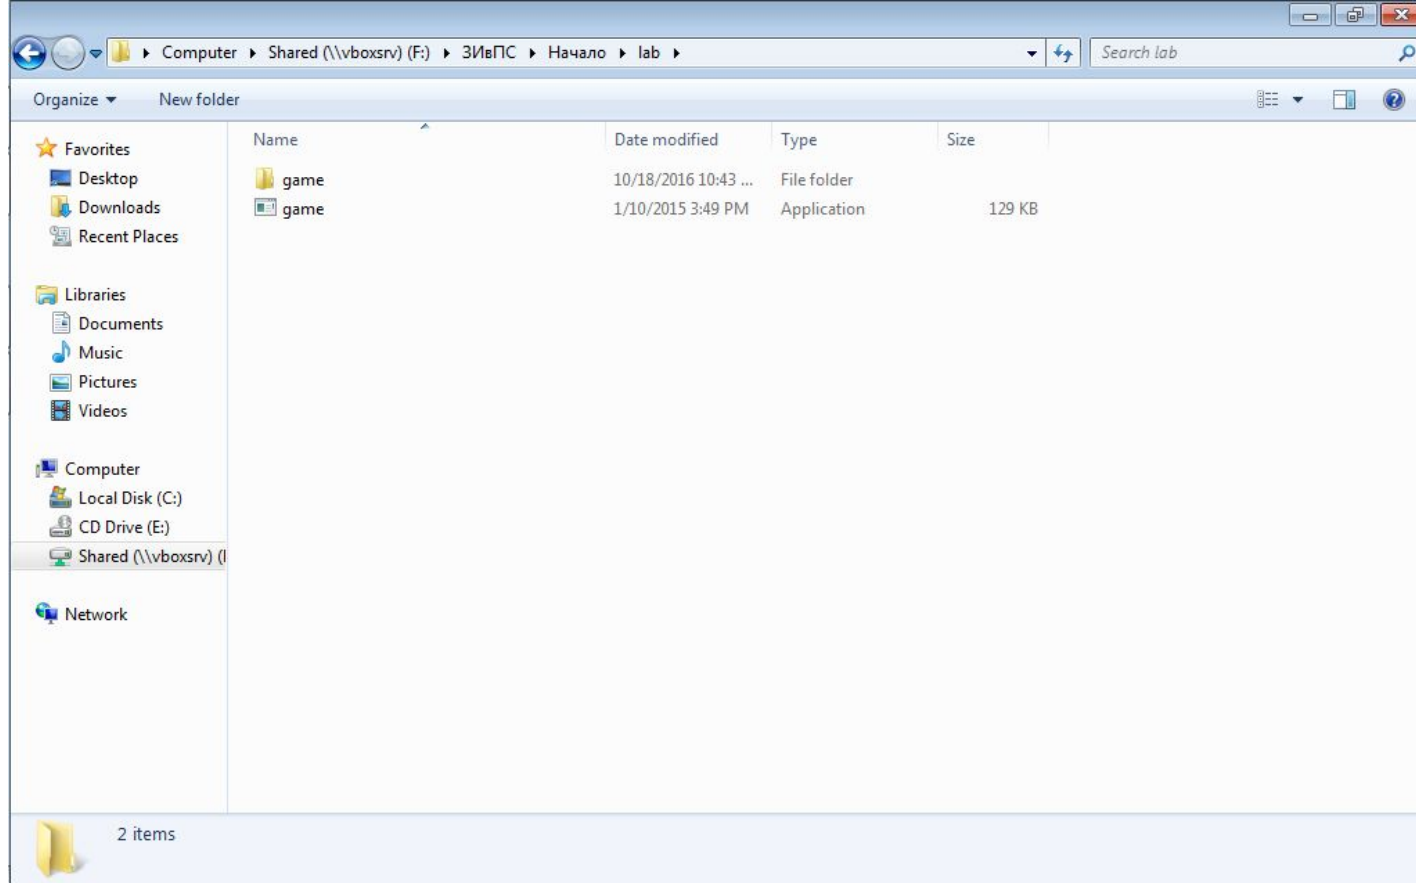 Computer ▸ Shared (\\vboxsrv) (F:) ▸ ЗИвПС ▸ Начало ▸ lab ▸
Search lab
Organize New folder
Name Date modified Type Size
game 10/18/2016 10:43 ... File folder
game 1/10/2015 3:49 PM Application 129 KB
Favorites
Desktop
Downloads
Recent Places
Libraries
Documents
Music
Pictures
Videos
Computer
Local Disk (C:)
CD Drive (E:)
Shared (\\vboxsrv) (
Network
2 items